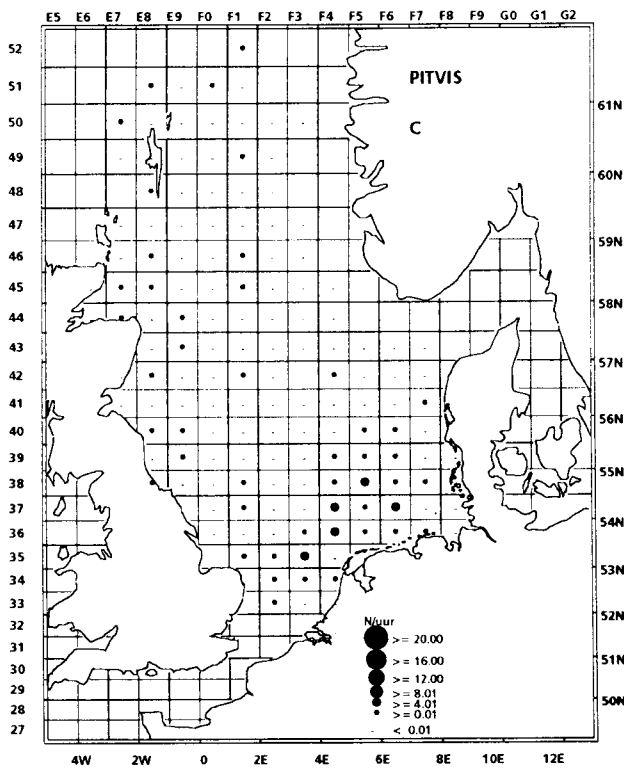 E5 E6 E7 E8 E9 F0 F1 F2 F3 F4 F5 F6 F7 F8 F9 G0 G1 G2
52
51
50
49
48
47
46
45
44
43
42
41
40
39
38
37
36
35
34
33
32
31
30
29
28
27
PITVIS
C
61N
60N
59N
58N
57N
56N
55N
54N
53N
52N
51N
50N
N/uur
>= 20.00
>= 16.00
>= 12.00
>= 8.01
>= 4.01
>= 0.01
< 0.01
4W 2W 0 2E 4E 6E 8E 10E 12E